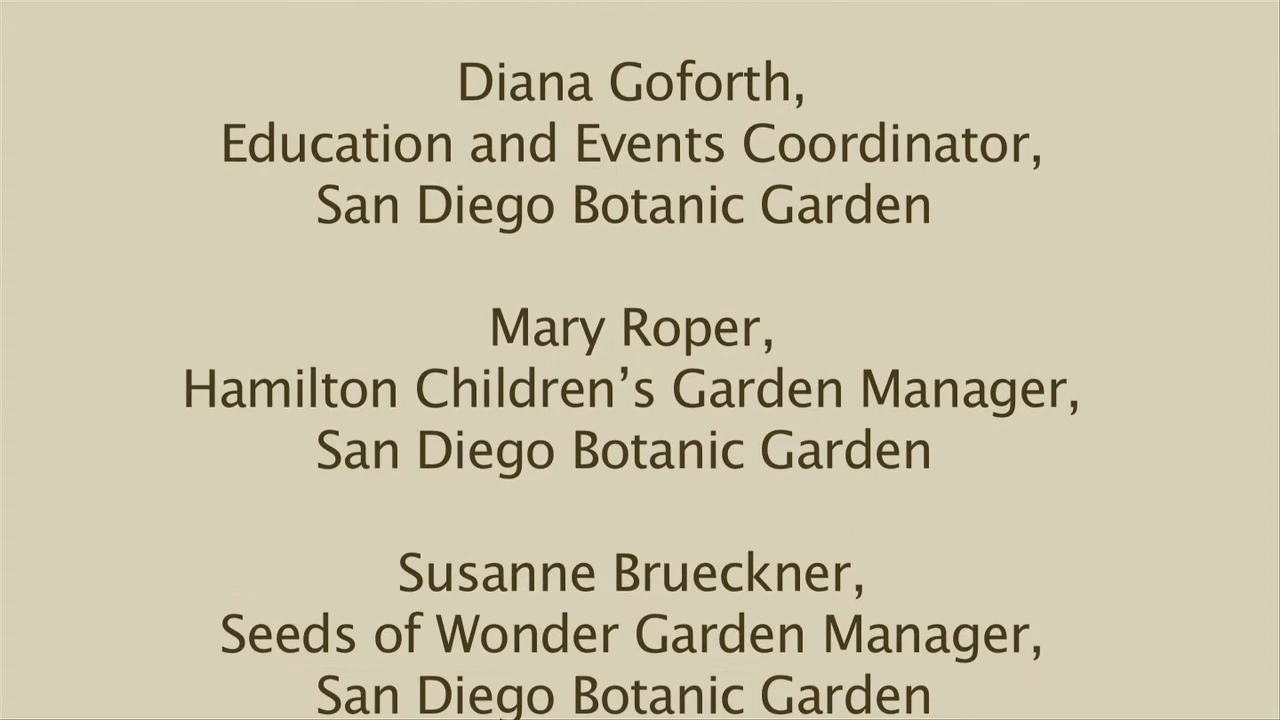 Diana Goforth,
Education and Events Coordinator,
San Diego Botanic Garden
Mary Roper,
Hamilton Children’s Garden Manager,
San Diego Botanic Garden
Susanne Brueckner,
Seeds of Wonder Garden Manager,
San Diego Botanic Garden